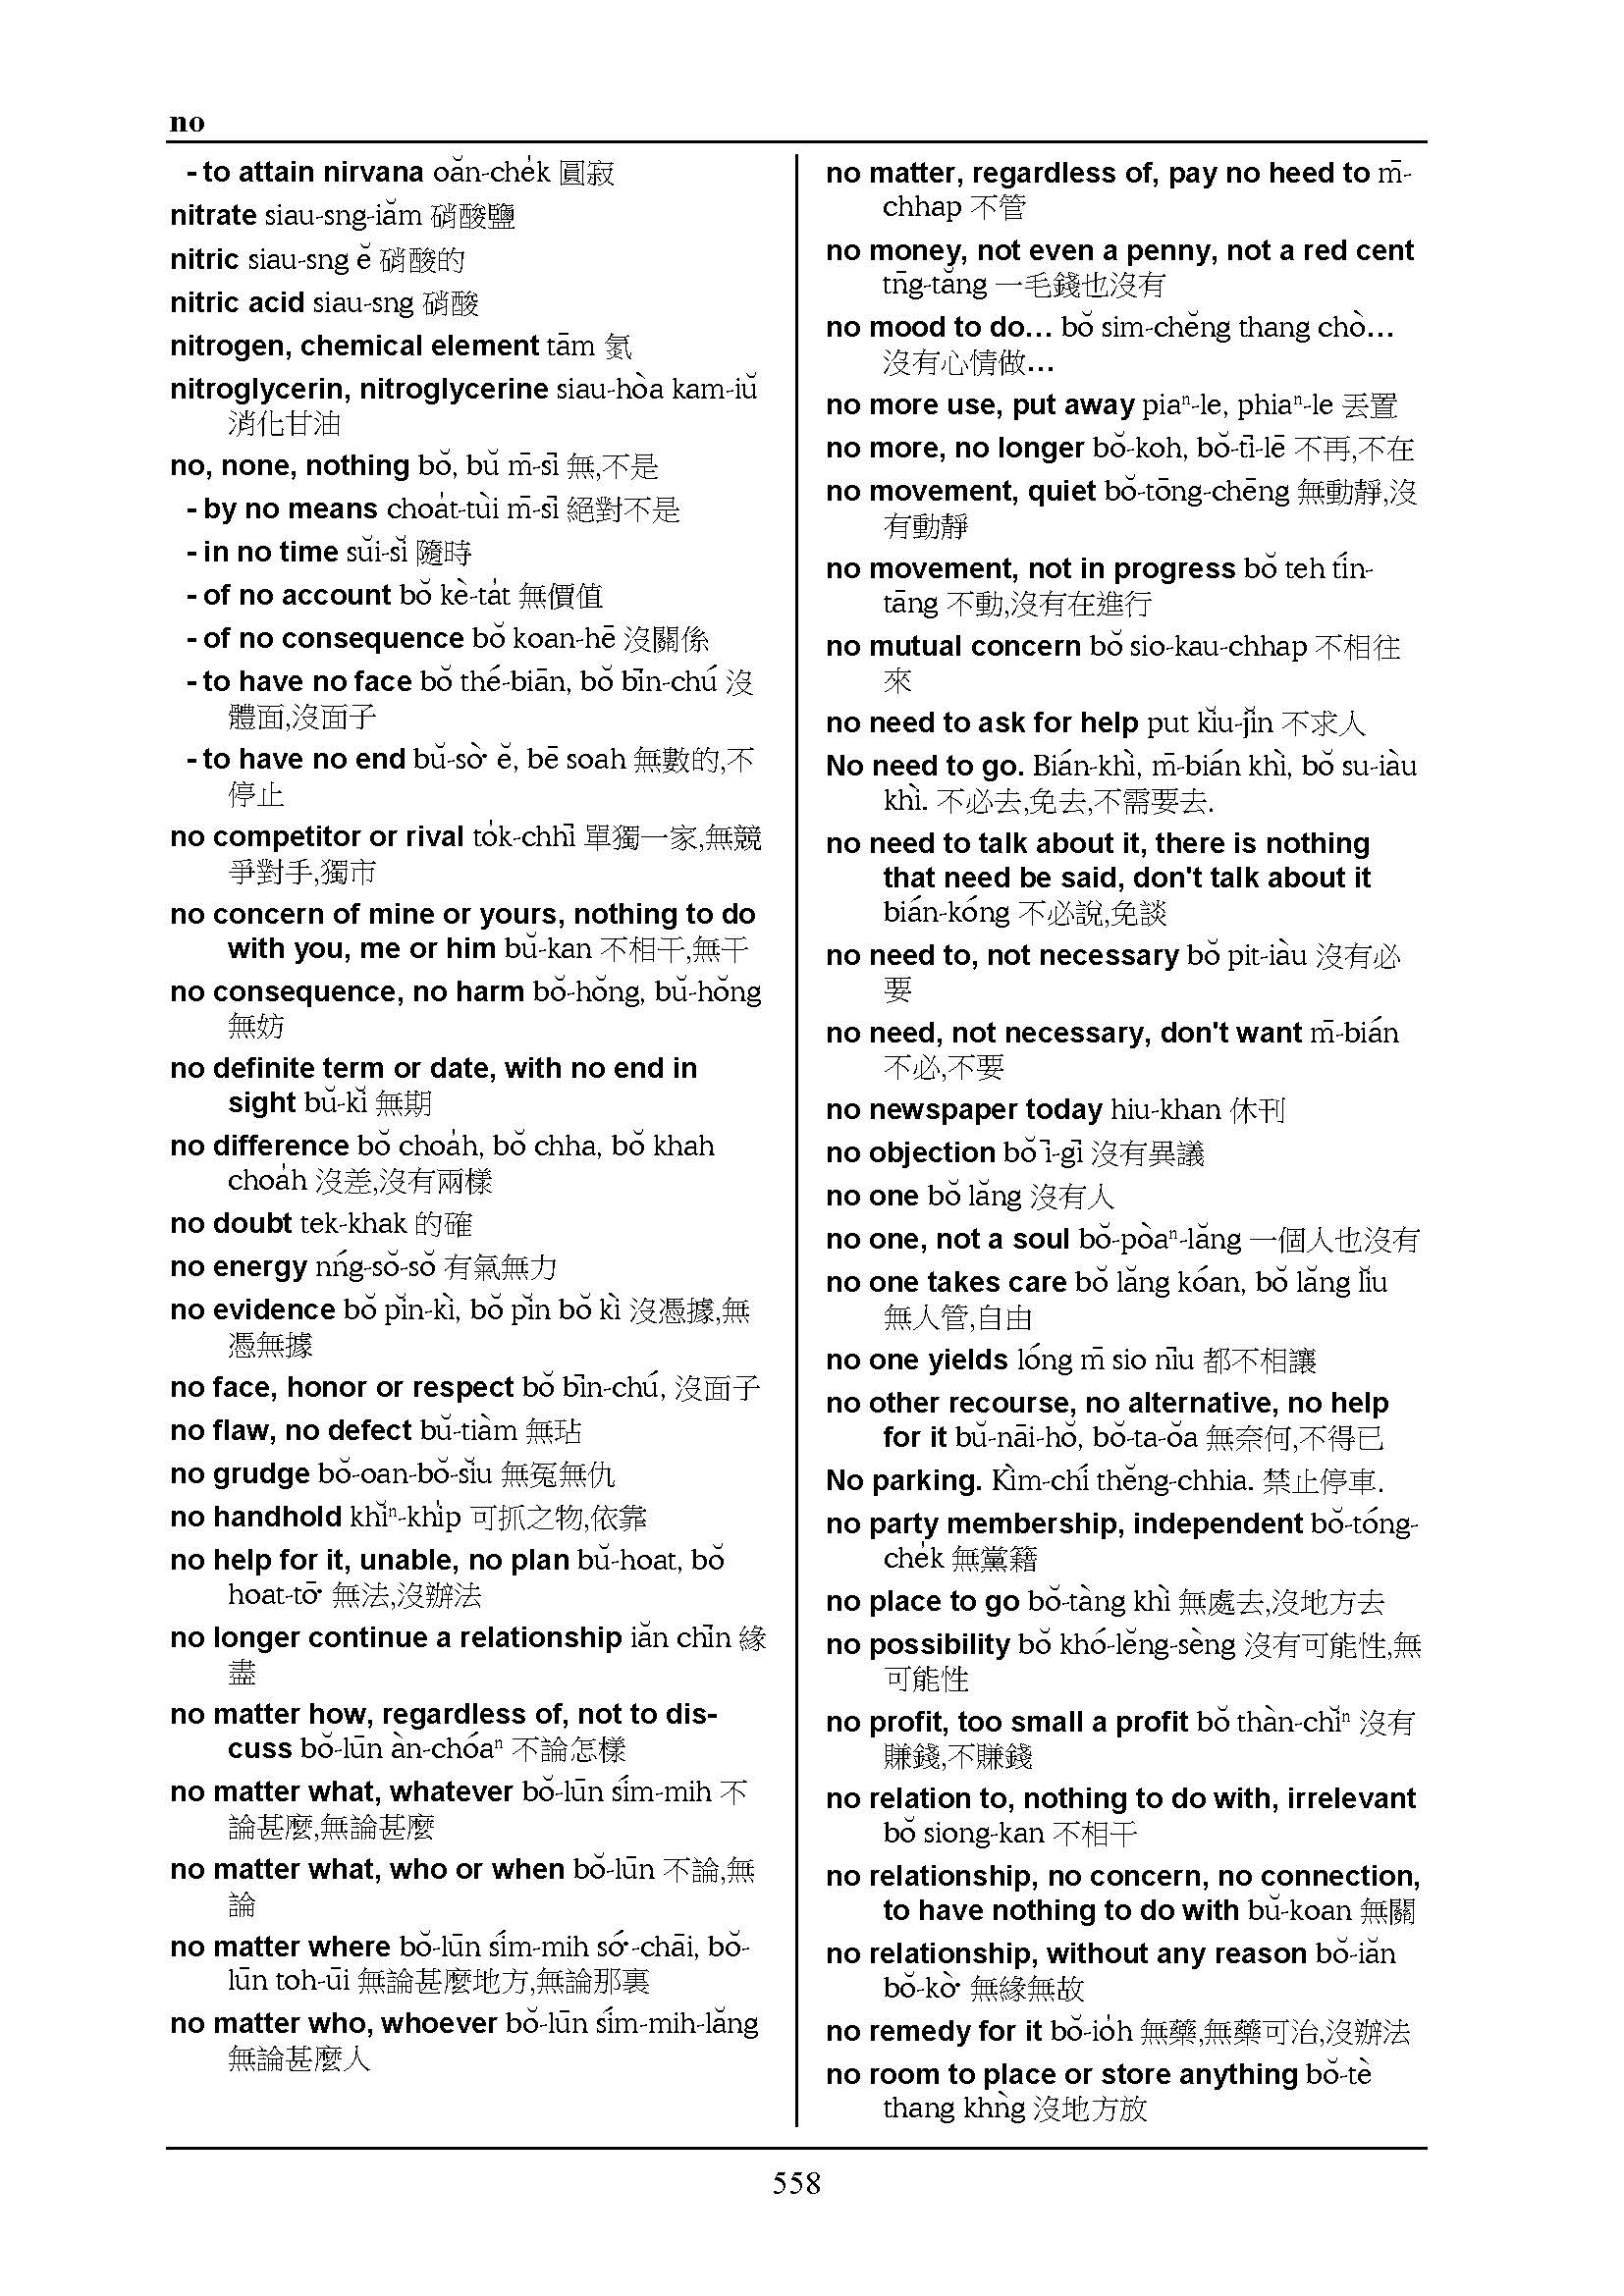 no
- to attain nirvana oăn-che̍k 圓寂
nitrate siau-sng-iăm 硝酸鹽
nitric siau-sng ĕ 硝酸的
nitric acid siau-sng 硝酸
nitrogen, chemical element tām 氮
nitroglycerin, nitroglycerine siau-hòa kam-iŭ
消化甘油
no, none, nothing bŏ, bŭ m̄-sī 無,不是
- by no means choa̍t-tùi m̄-sī 絕對不是
- in no time sŭi-sĭ 隨時
- of no account bŏ kè-ta̍t 無價值
- of no consequence bŏ koan-hē 沒關係
- to have no face bŏ thé-biān, bŏ bīn-chú 沒
體面,沒面子
- to have no end bŭ-sò͘ ĕ, bē soah 無數的,不
停止
no competitor or rival to̍k-chhī 單獨一家,無競
爭對手,獨市
no concern of mine or yours, nothing to do
with you, me or him bŭ-kan 不相干,無干
no consequence, no harm bŏ-hŏng, bŭ-hŏng
無妨
no definite term or date, with no end in
sight bŭ-kĭ 無期
no difference bŏ choa̍h, bŏ chha, bŏ khah
choa̍h 沒差,沒有兩樣
no doubt tek-khak 的確
no energy nńg-sŏ-sŏ 有氣無力
no evidence bŏ pĭn-kì, bŏ pĭn bŏ kì 沒憑據,無
憑無據
no face, honor or respect bŏ bīn-chú, 沒面子
no flaw, no defect bŭ-tiàm 無玷
no grudge bŏ-oan-bŏ-sĭu 無冤無仇
no handhold khĭⁿ-khi̍p 可抓之物,依靠
no help for it, unable, no plan bŭ-hoat, bŏ
hoat-tō͘ 無法,沒辦法
no longer continue a relationship iăn chīn 緣
盡
no matter how, regardless of, not to dis-
cuss bŏ-lūn àn-chóaⁿ 不論怎樣
no matter what, whatever bŏ-lūn sím-mih 不
論甚麼,無論甚麼
no matter what, who or when bŏ-lūn 不論,無
論
no matter where bŏ-lūn sím-mih só͘-chāi, bŏ-
lūn toh-ūi 無論甚麼地方,無論那裏
no matter who, whoever bŏ-lūn sím-mih-lăng
無論甚麼人
no matter, regardless of, pay no heed to m̄-
chhap 不管
no money, not even a penny, not a red cent
tn̄g-tăng 一毛錢也沒有
no mood to do... bŏ sim-chĕng thang chò...
沒有心情做...
no more use, put away piaⁿ-le, phiaⁿ-le 丟置
no more, no longer bŏ-koh, bŏ-tī-lē 不再,不在
no movement, quiet bŏ-tōng-chēng 無動靜,沒
有動靜
no movement, not in progress bŏ teh tín-
tāng 不動,沒有在進行
no mutual concern bŏ sio-kau-chhap 不相往
來
no need to ask for help put kĭu-jĭn 不求人
No need to go. Bián-khì, m̄-bián khì, bŏ su-iàu
khì. 不必去,免去,不需要去.
no need to talk about it, there is nothing
that need be said, don't talk about it
bián-kóng 不必說,免談
no need to, not necessary bŏ pit-iàu 沒有必
要
no need, not necessary, don't want m̄-bián
不必,不要
no newspaper today hiu-khan 休刊
no objection bŏ ī-gī 沒有異議
no one bŏ lăng 沒有人
no one, not a soul bŏ-pòaⁿ-lăng 一個人也沒有
no one takes care bŏ lăng kóan, bŏ lăng lĭu
無人管,自由
no one yields lóng m̄ sio nīu 都不相讓
no other recourse, no alternative, no help
for it bŭ-nāi-hŏ, bŏ-ta-ŏa 無奈何,不得已
No parking. Kìm-chí thĕng-chhia. 禁止停車.
no party membership, independent bŏ-tóng-
che̍k 無黨籍
no place to go bŏ-tàng khì 無處去,沒地方去
no possibility bŏ khó-lĕng-sèng 沒有可能性,無
可能性
no profit, too small a profit bŏ thàn-chĭⁿ 沒有
賺錢,不賺錢
no relation to, nothing to do with, irrelevant
bŏ siong-kan 不相干
no relationship, no concern, no connection,
to have nothing to do with bŭ-koan 無關
no relationship, without any reason bŏ-iăn
bŏ-kò͘ 無緣無故
no remedy for it bŏ-io̍h 無藥,無藥可治,沒辦法
no room to place or store anything bŏ-tè
thang khǹg 沒地方放
558